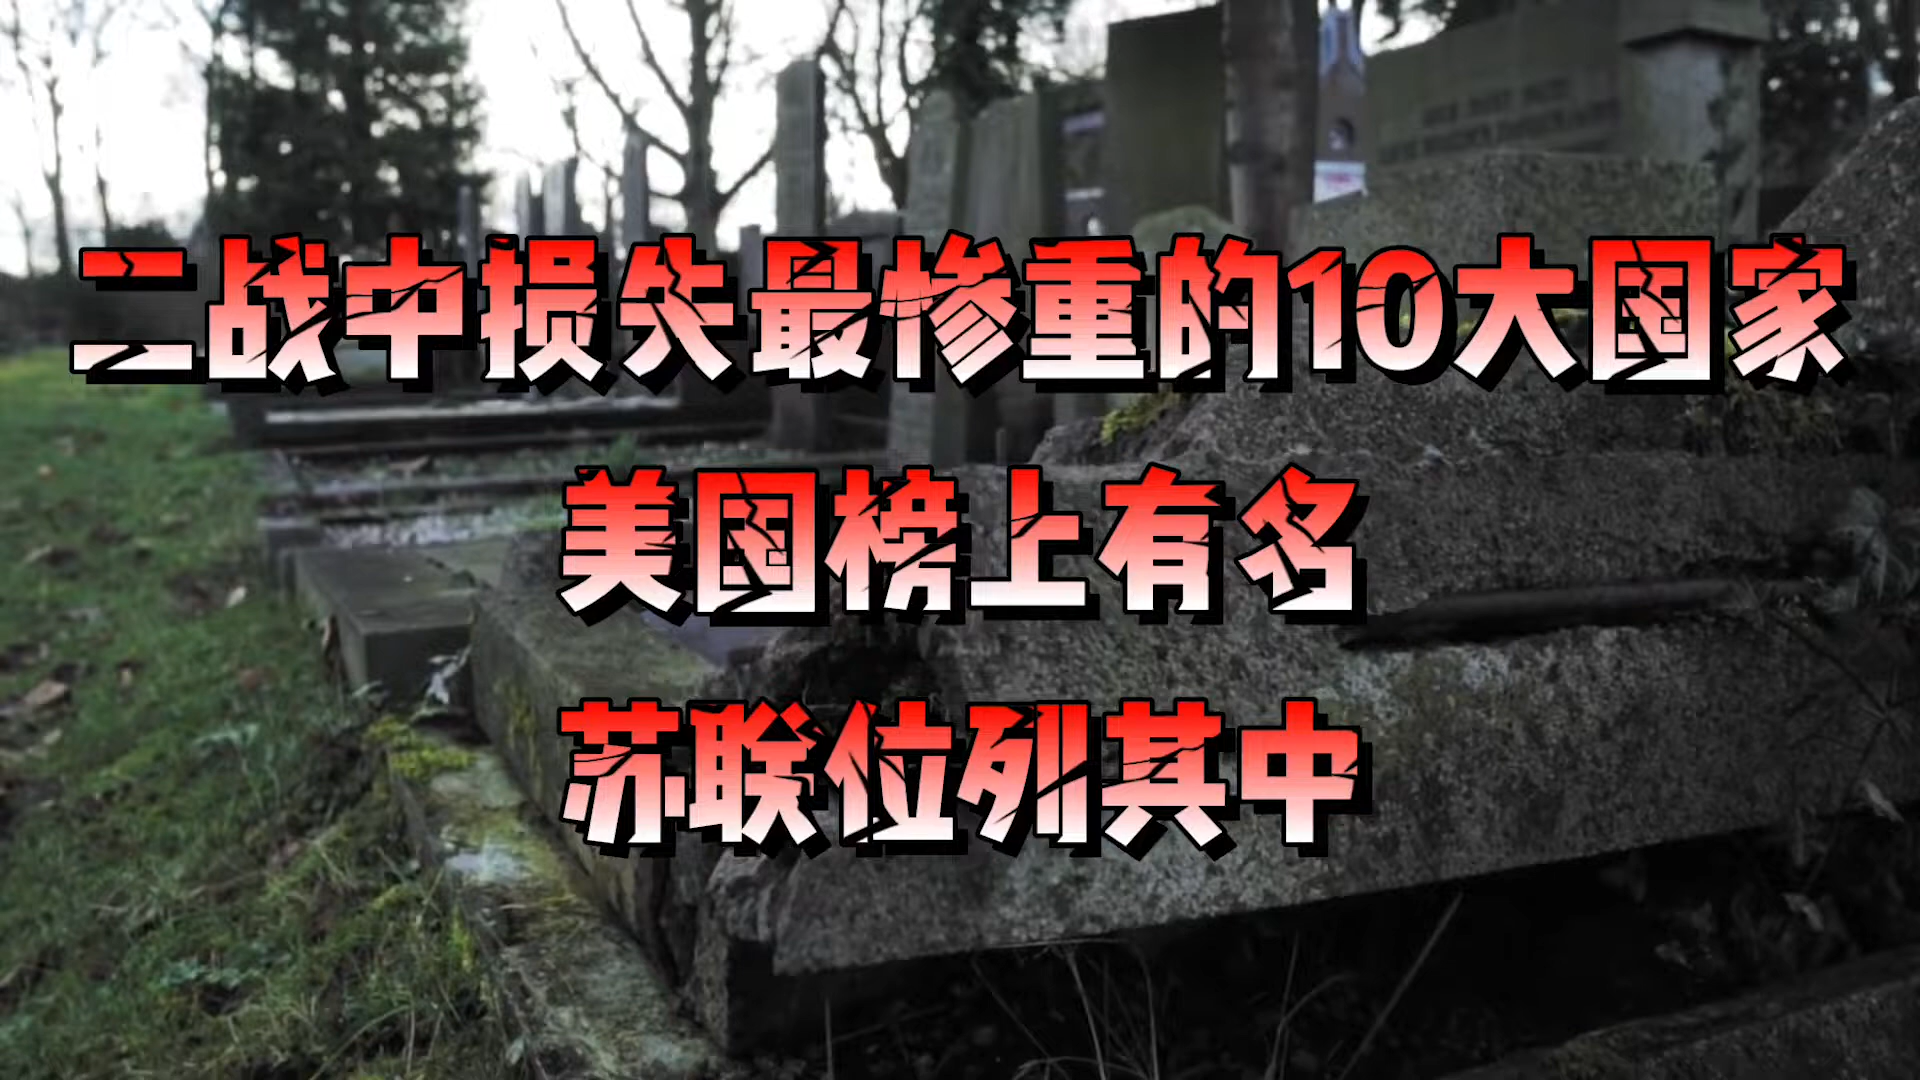 二战中损失最惨重的10大国家
美国榜上有名
苏联位列其中